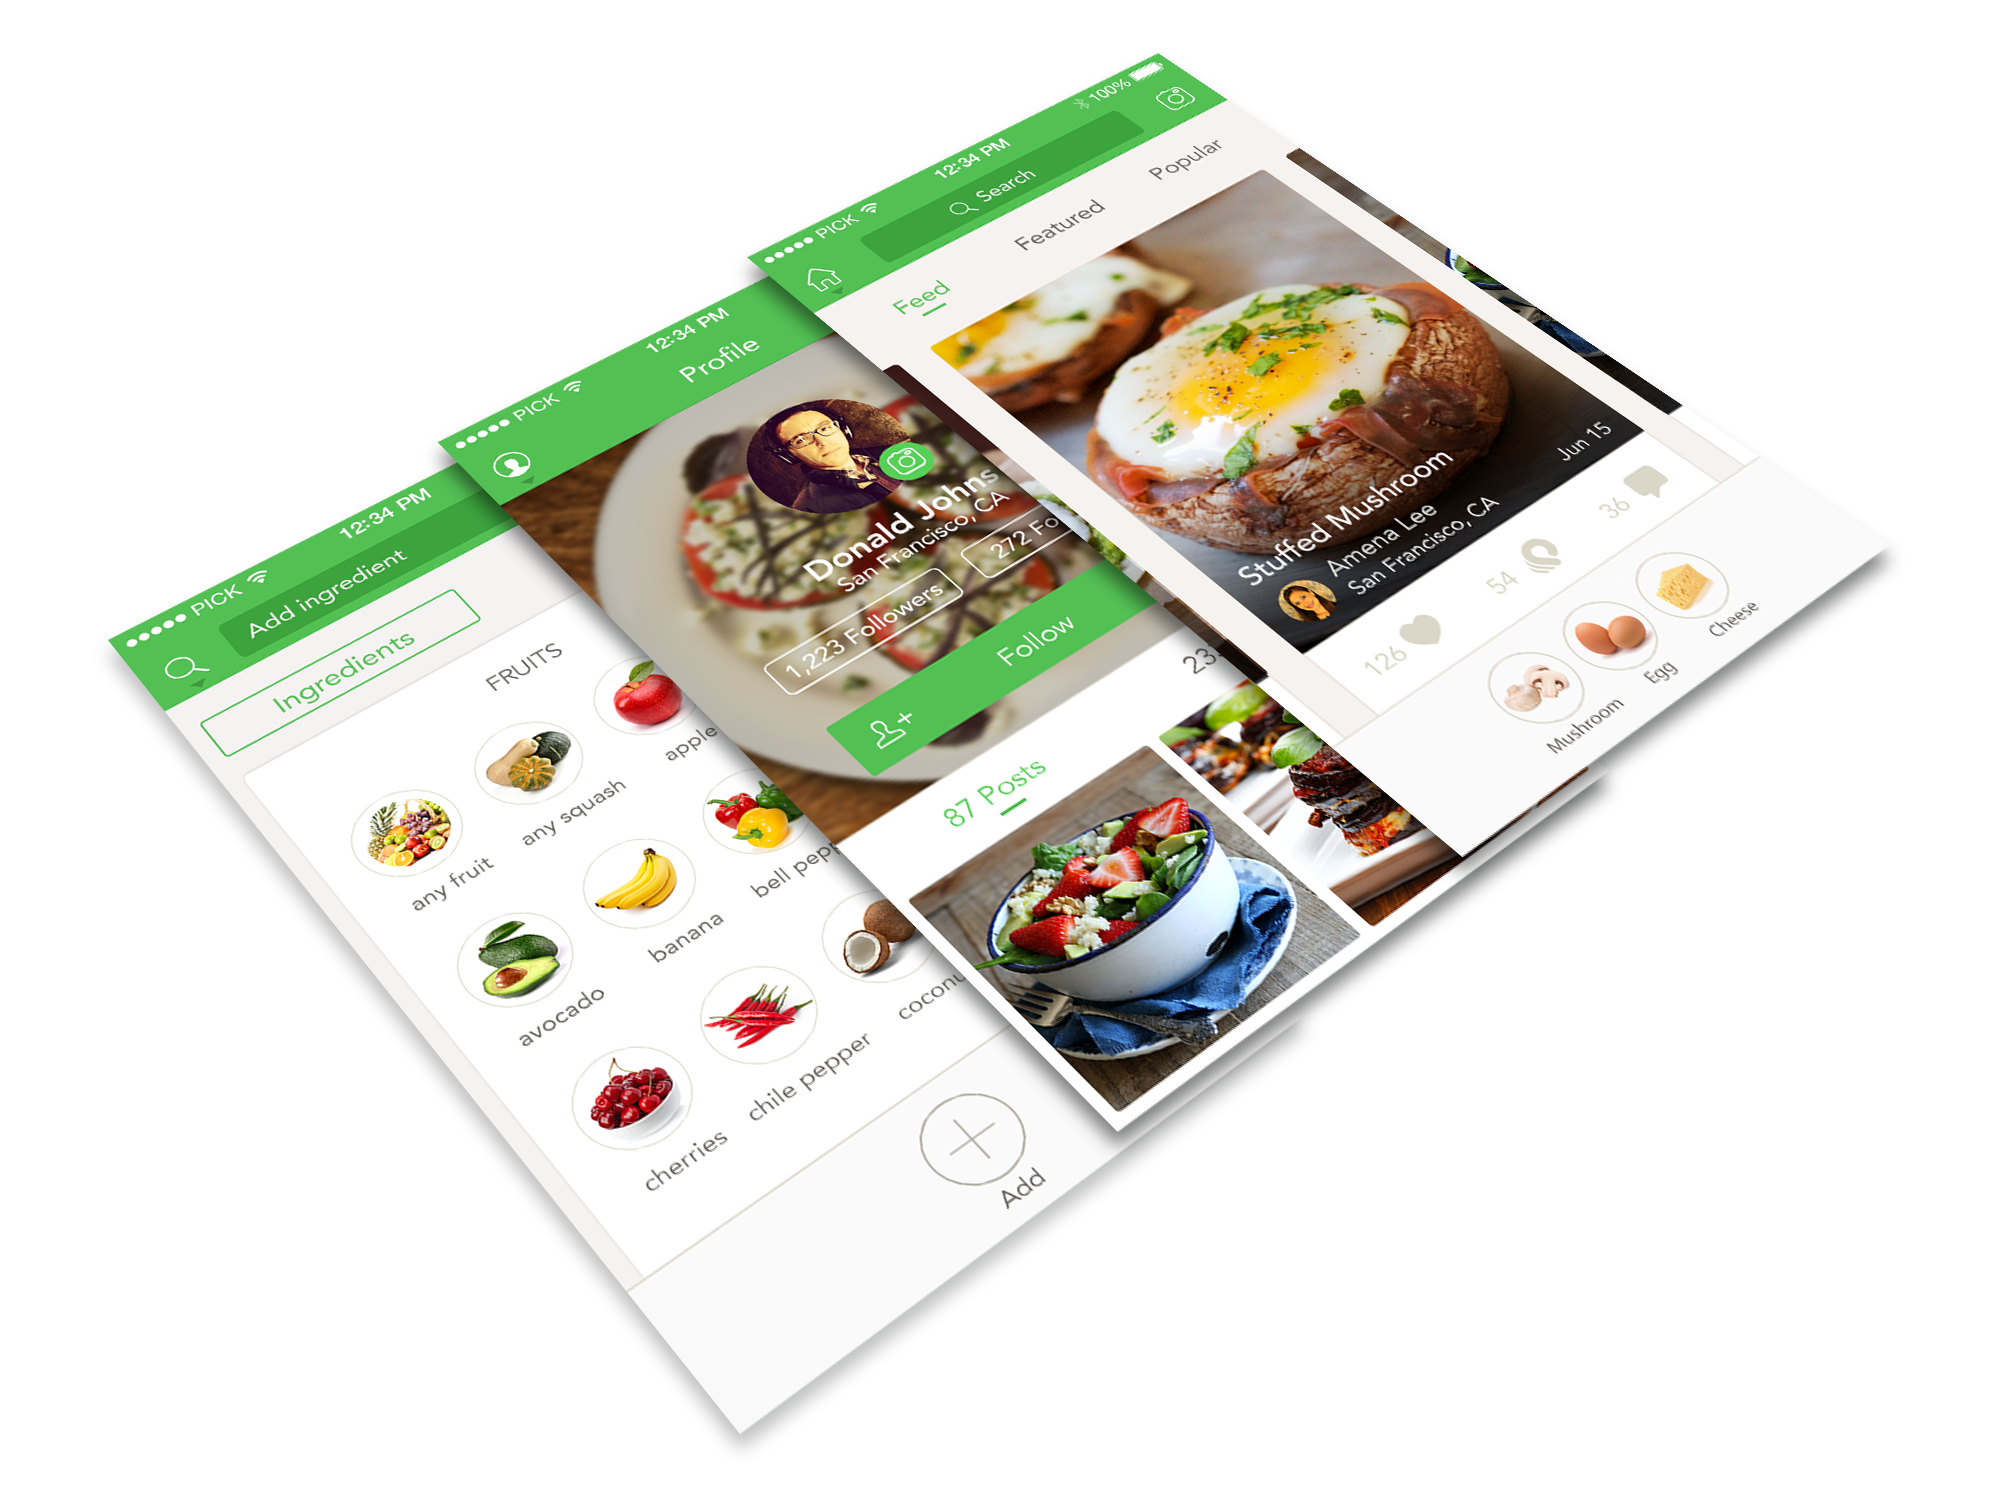 PICK
12:34 PM
Add ingredient
Ingredients
FRUITS
any fruit
any squash
apple
avocado
banana
bell pepp
cherries
chile pepper
coconu
Add
PICK
12:34 PM
Profile
Donald Johns
San Francisco, CA
1,223 Followers
272 Fo
Follow
87 Posts
233
PICK
12:34 PM
100%
Search
Feed
Featured
Popular
Stuffed Mushroom
Jun 15
Amena Lee
San Francisco, CA
126
54
36
Mushroom
Egg
Cheese